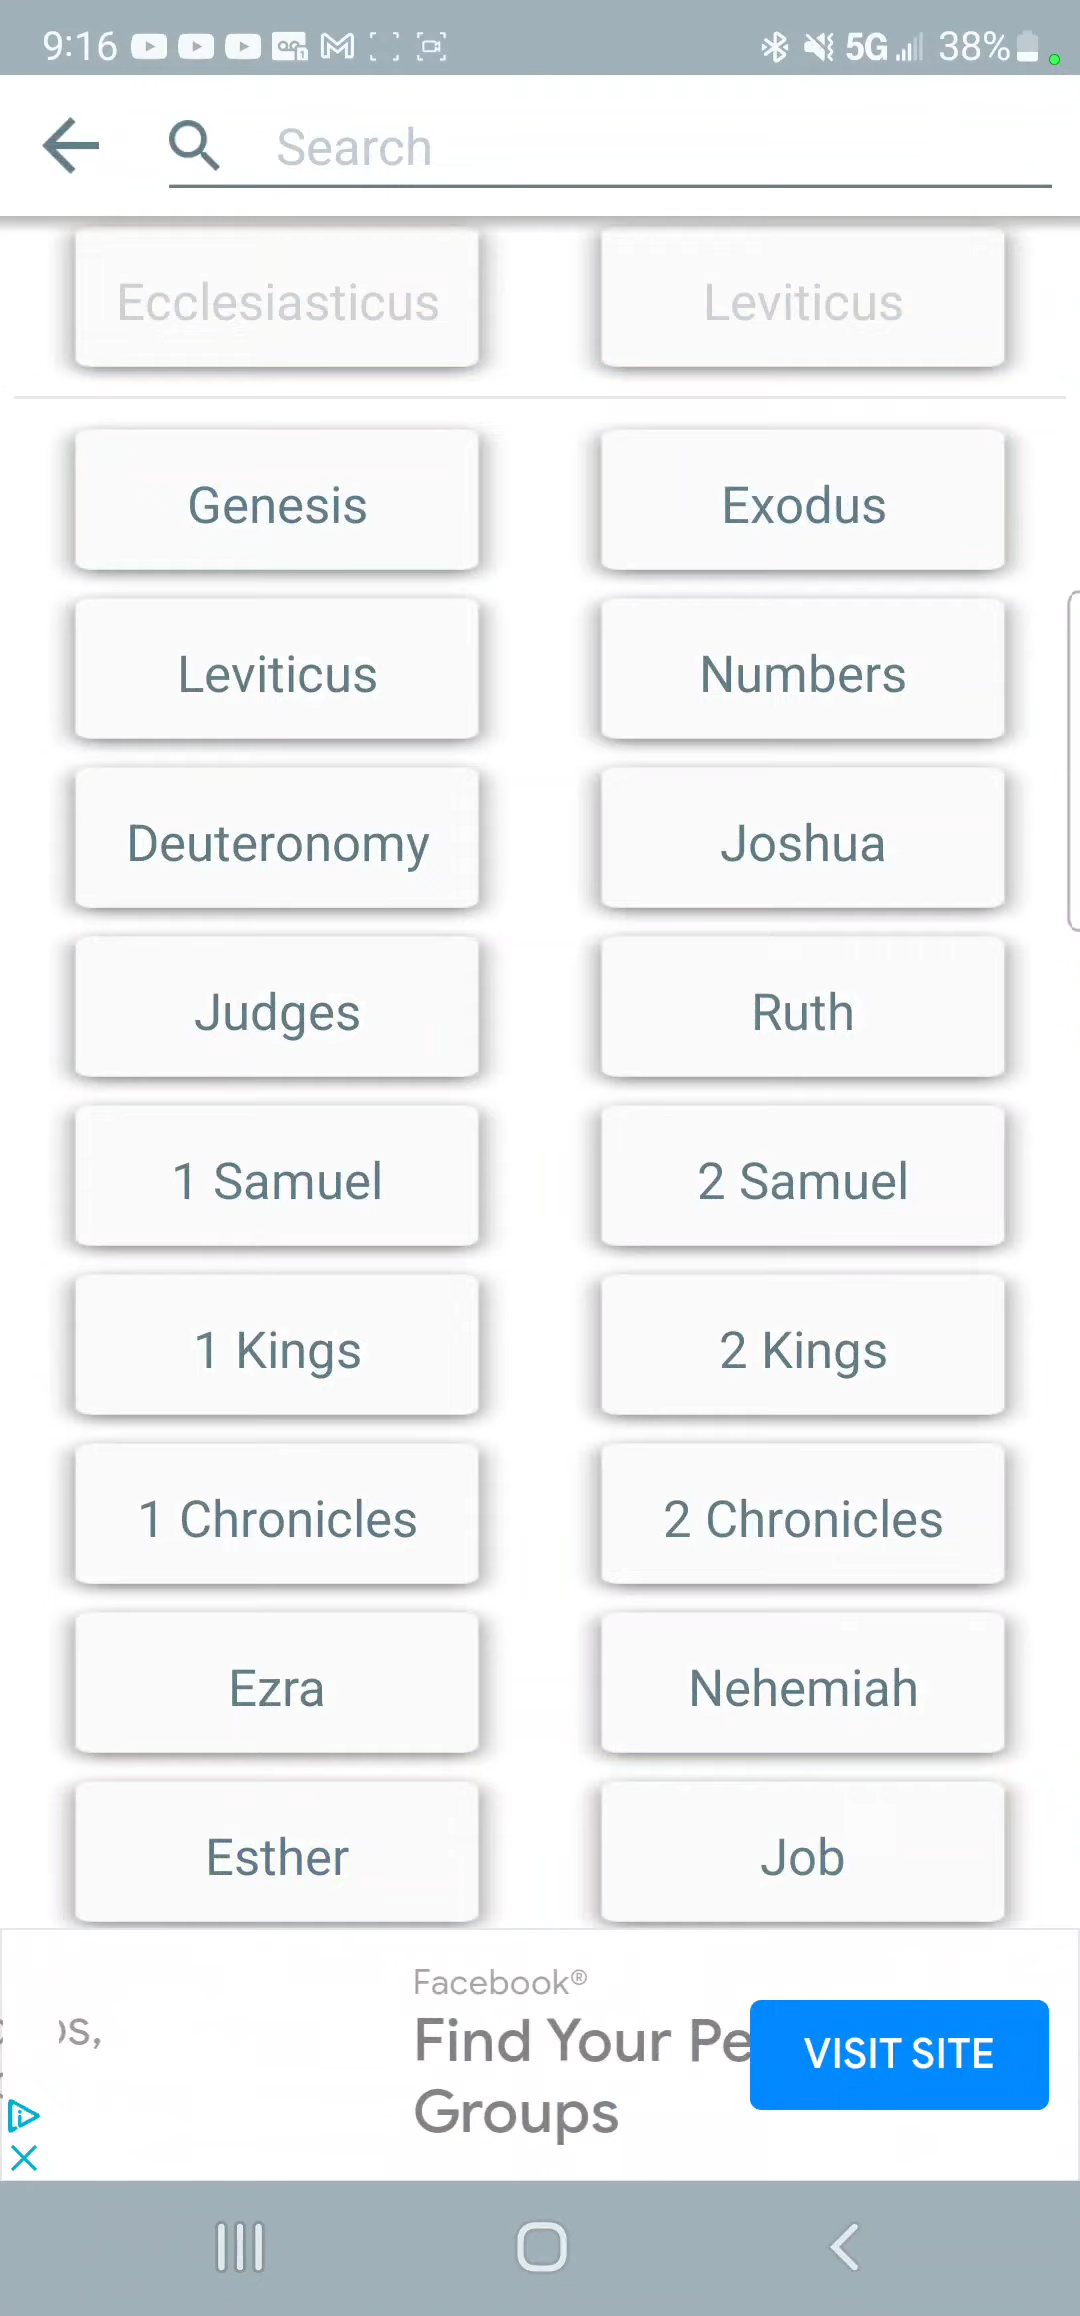 9:16 5G 38%
Search
Ecclesiasticus Leviticus
Genesis Exodus
Leviticus Numbers
Deuteronomy Joshua
Judges Ruth
1 Samuel 2 Samuel
1 Kings 2 Kings
1 Chronicles 2 Chronicles
Ezra Nehemiah
Esther Job
Facebook®
Find Your
Groups
VISIT SITE